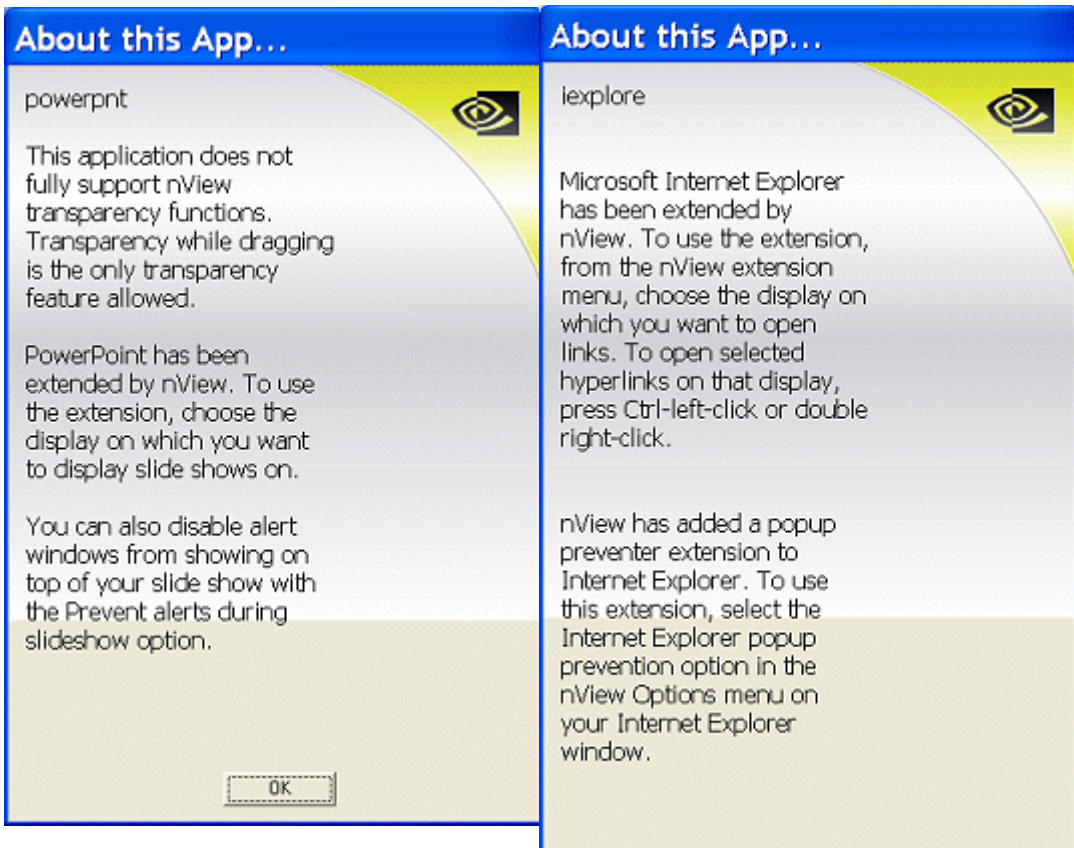 About this App...
powerpnt
This application does not
fully support nView
transparency functions.
Transparency while dragging
is the only transparency
feature allowed.
PowerPoint has been
extended by nView. To use
the extension, choose the
display on which you want
to display slide shows on.
You can also disable alert
windows from showing on
top of your slide show with
the Prevent alerts during
slideshow option.
OK
About this App...
iexplore
Microsoft Internet Explorer
has been extended by
nView. To use the extension,
from the nView extension
menu, choose the display on
which you want to open
links. To open selected
hyperlinks on that display,
press Ctrl-left-click or double
right-click.
nView has added a popup
preventer extension to
Internet Explorer. To use
this extension, select the
Internet Explorer popup
prevention option in the
nView Options menu on
your Internet Explorer
window.